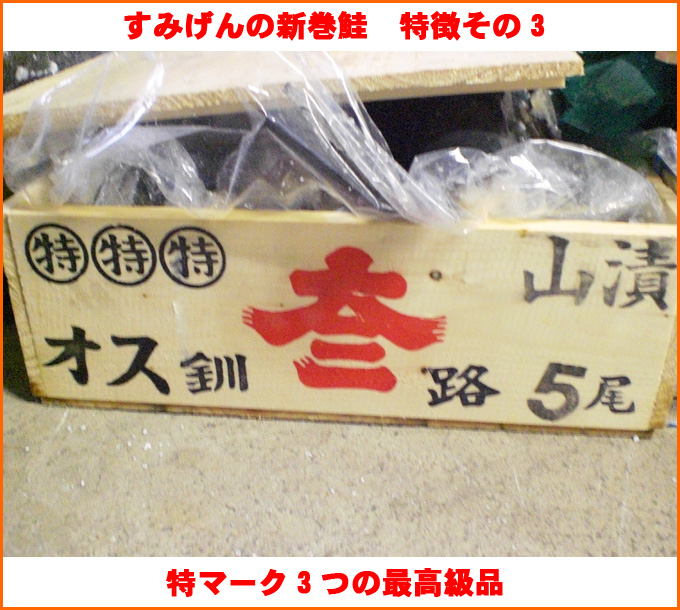 すみげんの新巻鮭 特徴その3
特特特
山漬
オス釧
路
5尾
特マーク3つの最高級品